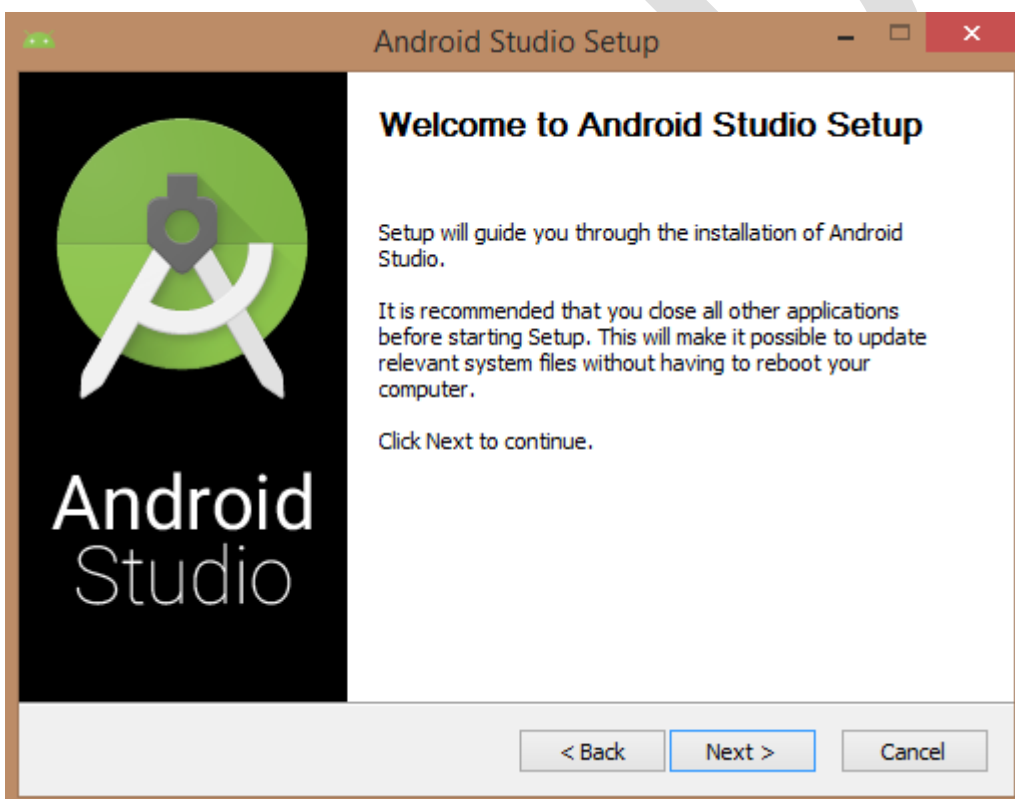 Android Studio Setup
Welcome to Android Studio Setup
Setup will guide you through the installation of Android
Studio.
It is recommended that you close all other applications
before starting Setup. This will make it possible to update
relevant system files without having to reboot your
computer.
Click Next to continue.
Android
Studio
< Back Next > Cancel